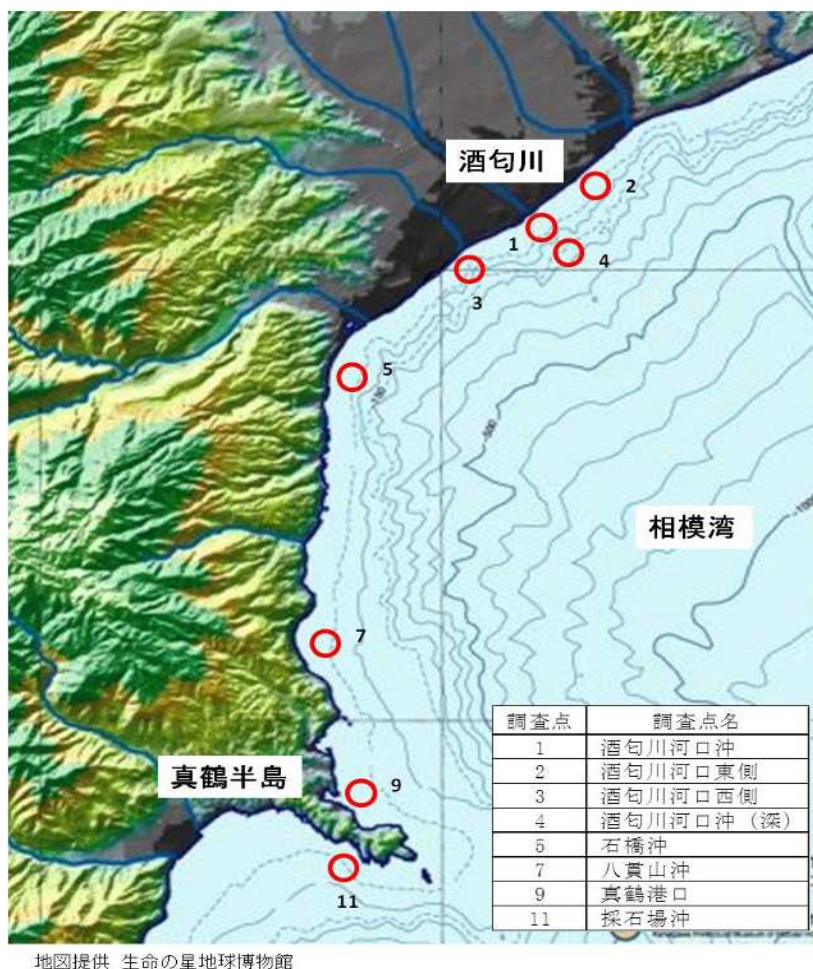 酒匂川
2
1
4
3
5
-100
-500
相模湾
-1000
7
調査点 調査点名
1 酒匂川河口沖
2 酒匂川河口東側
3 酒匂川河口西側
4 酒匂川河口沖（深）
5 石橋沖
7 八貫山沖
9 真鶴港口
11 採石場沖
真鶴半島
9
11
地図提供 生命の星地球博物館